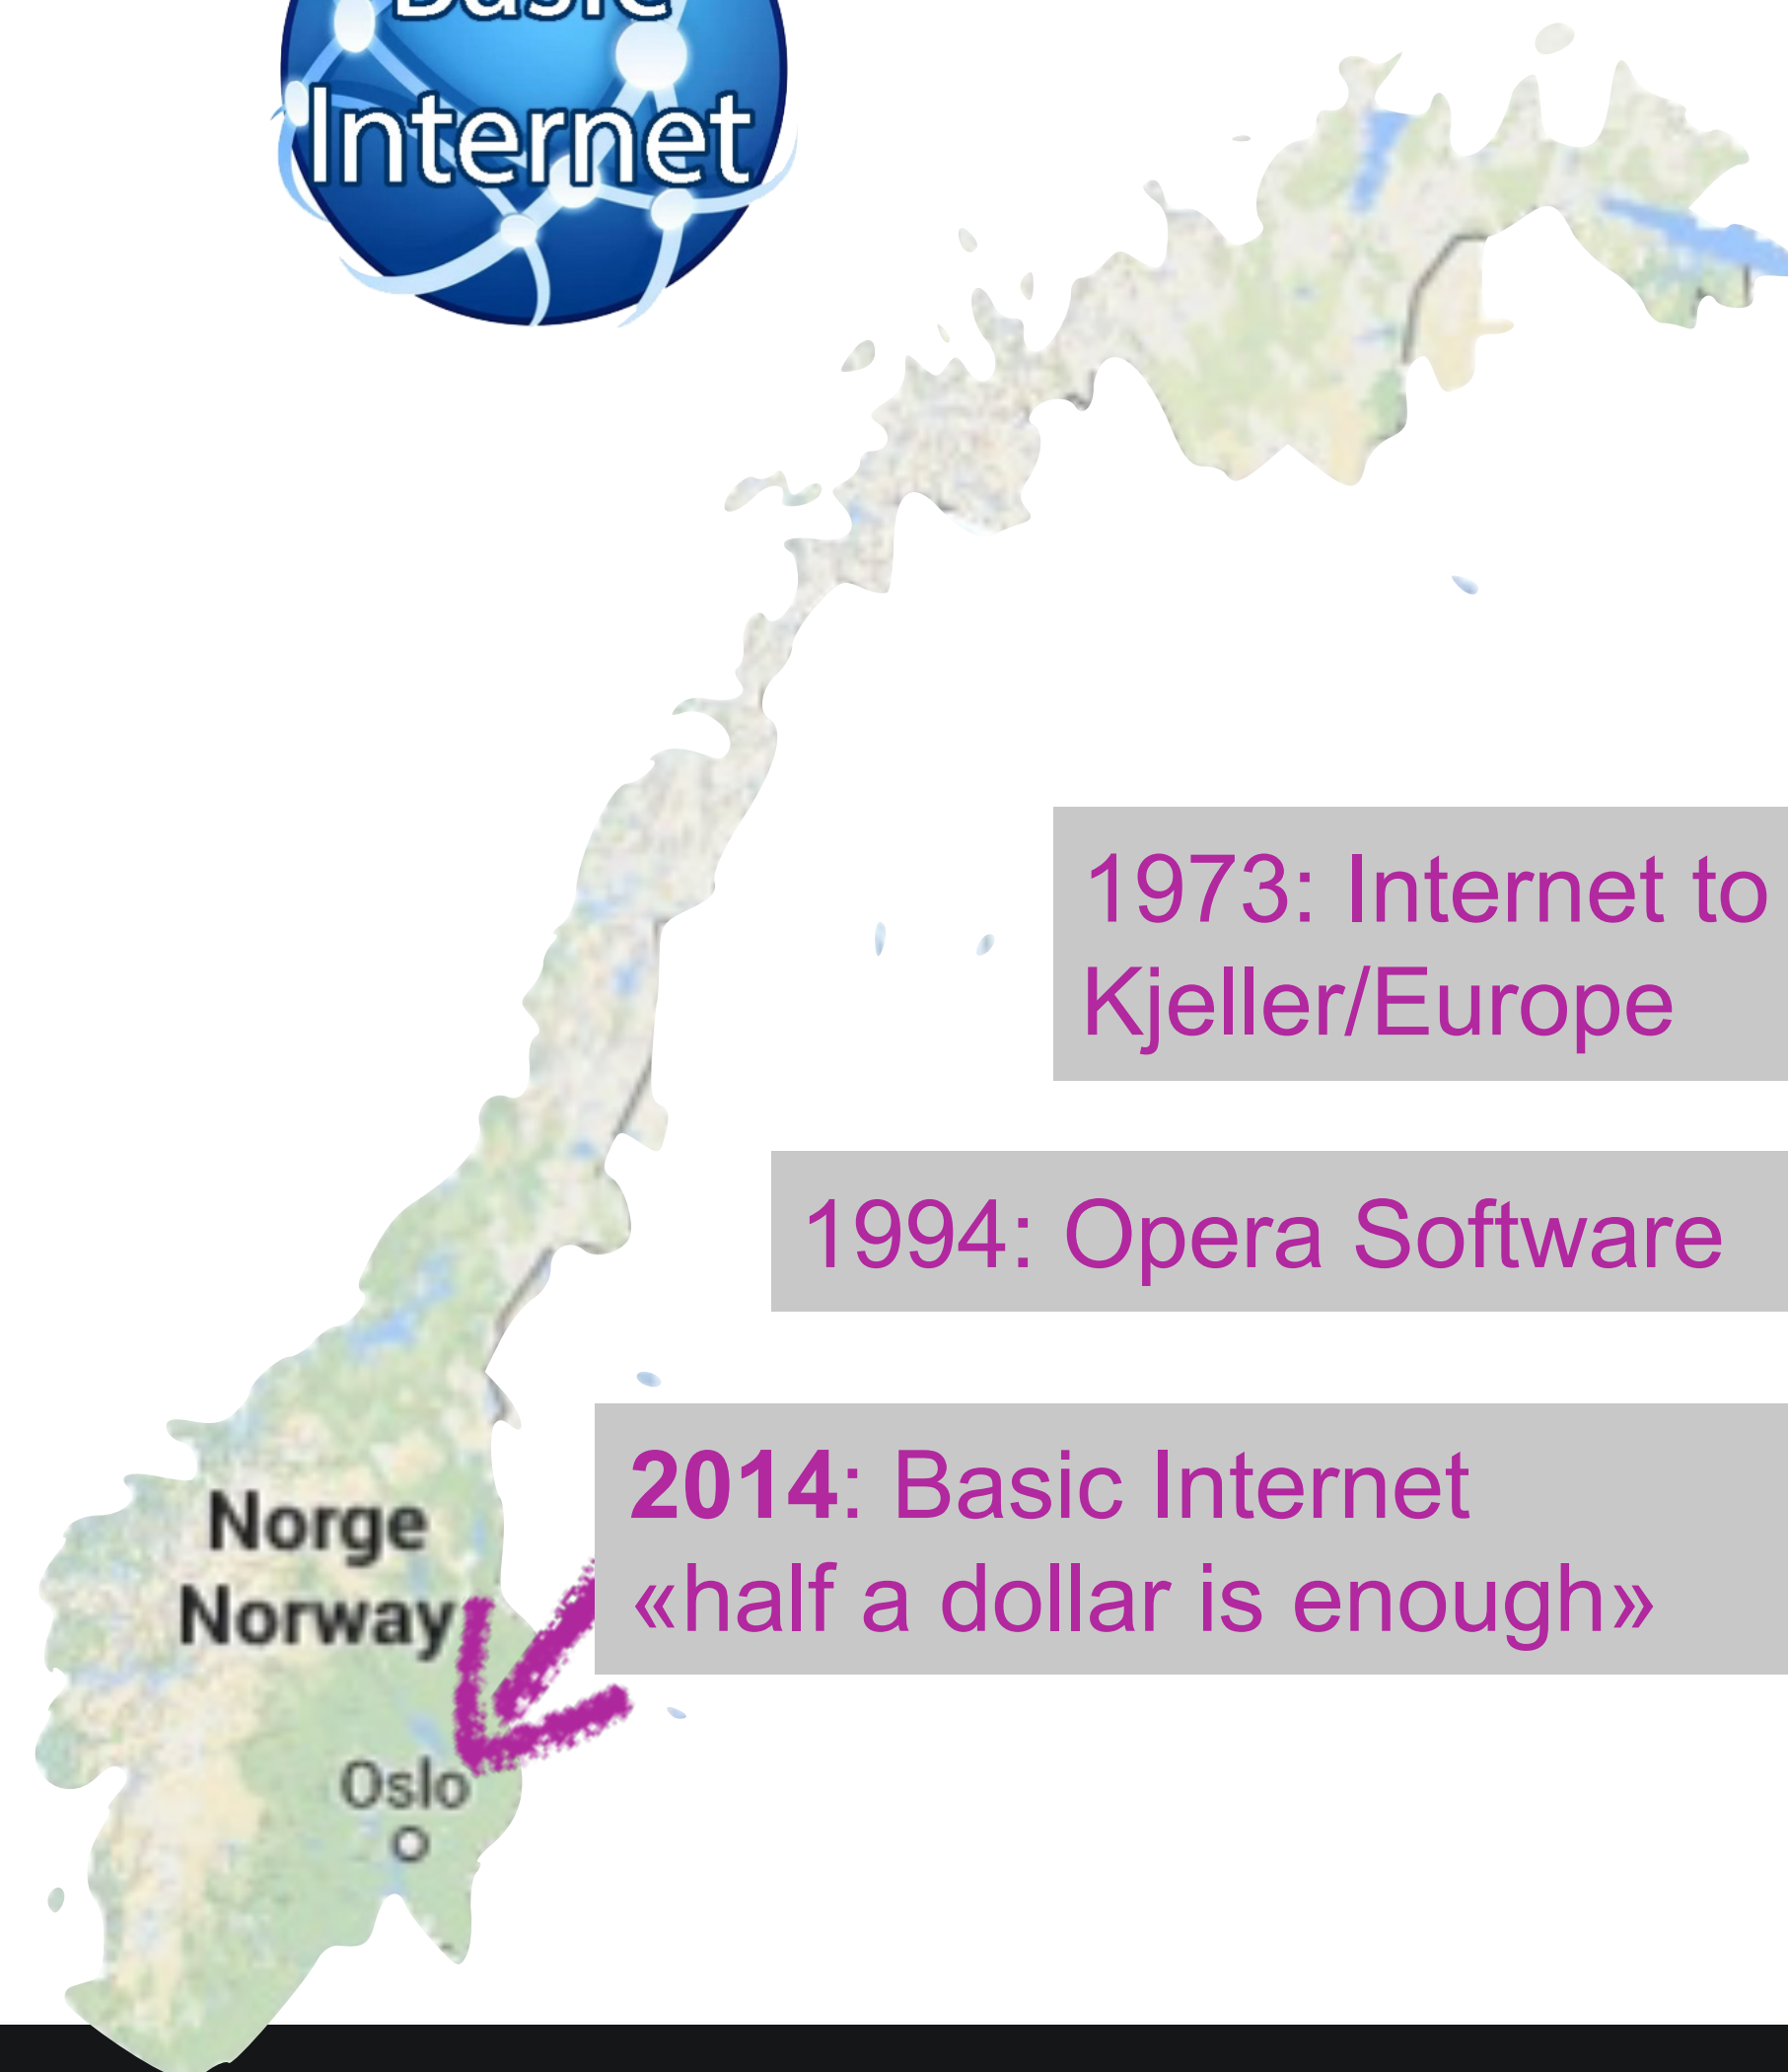 Basic
Internet
1973: Internet to
Kjeller/Europe
1994: Opera Software
2014: Basic Internet
«half a dollar is enough»
Norge
Norway
Oslo